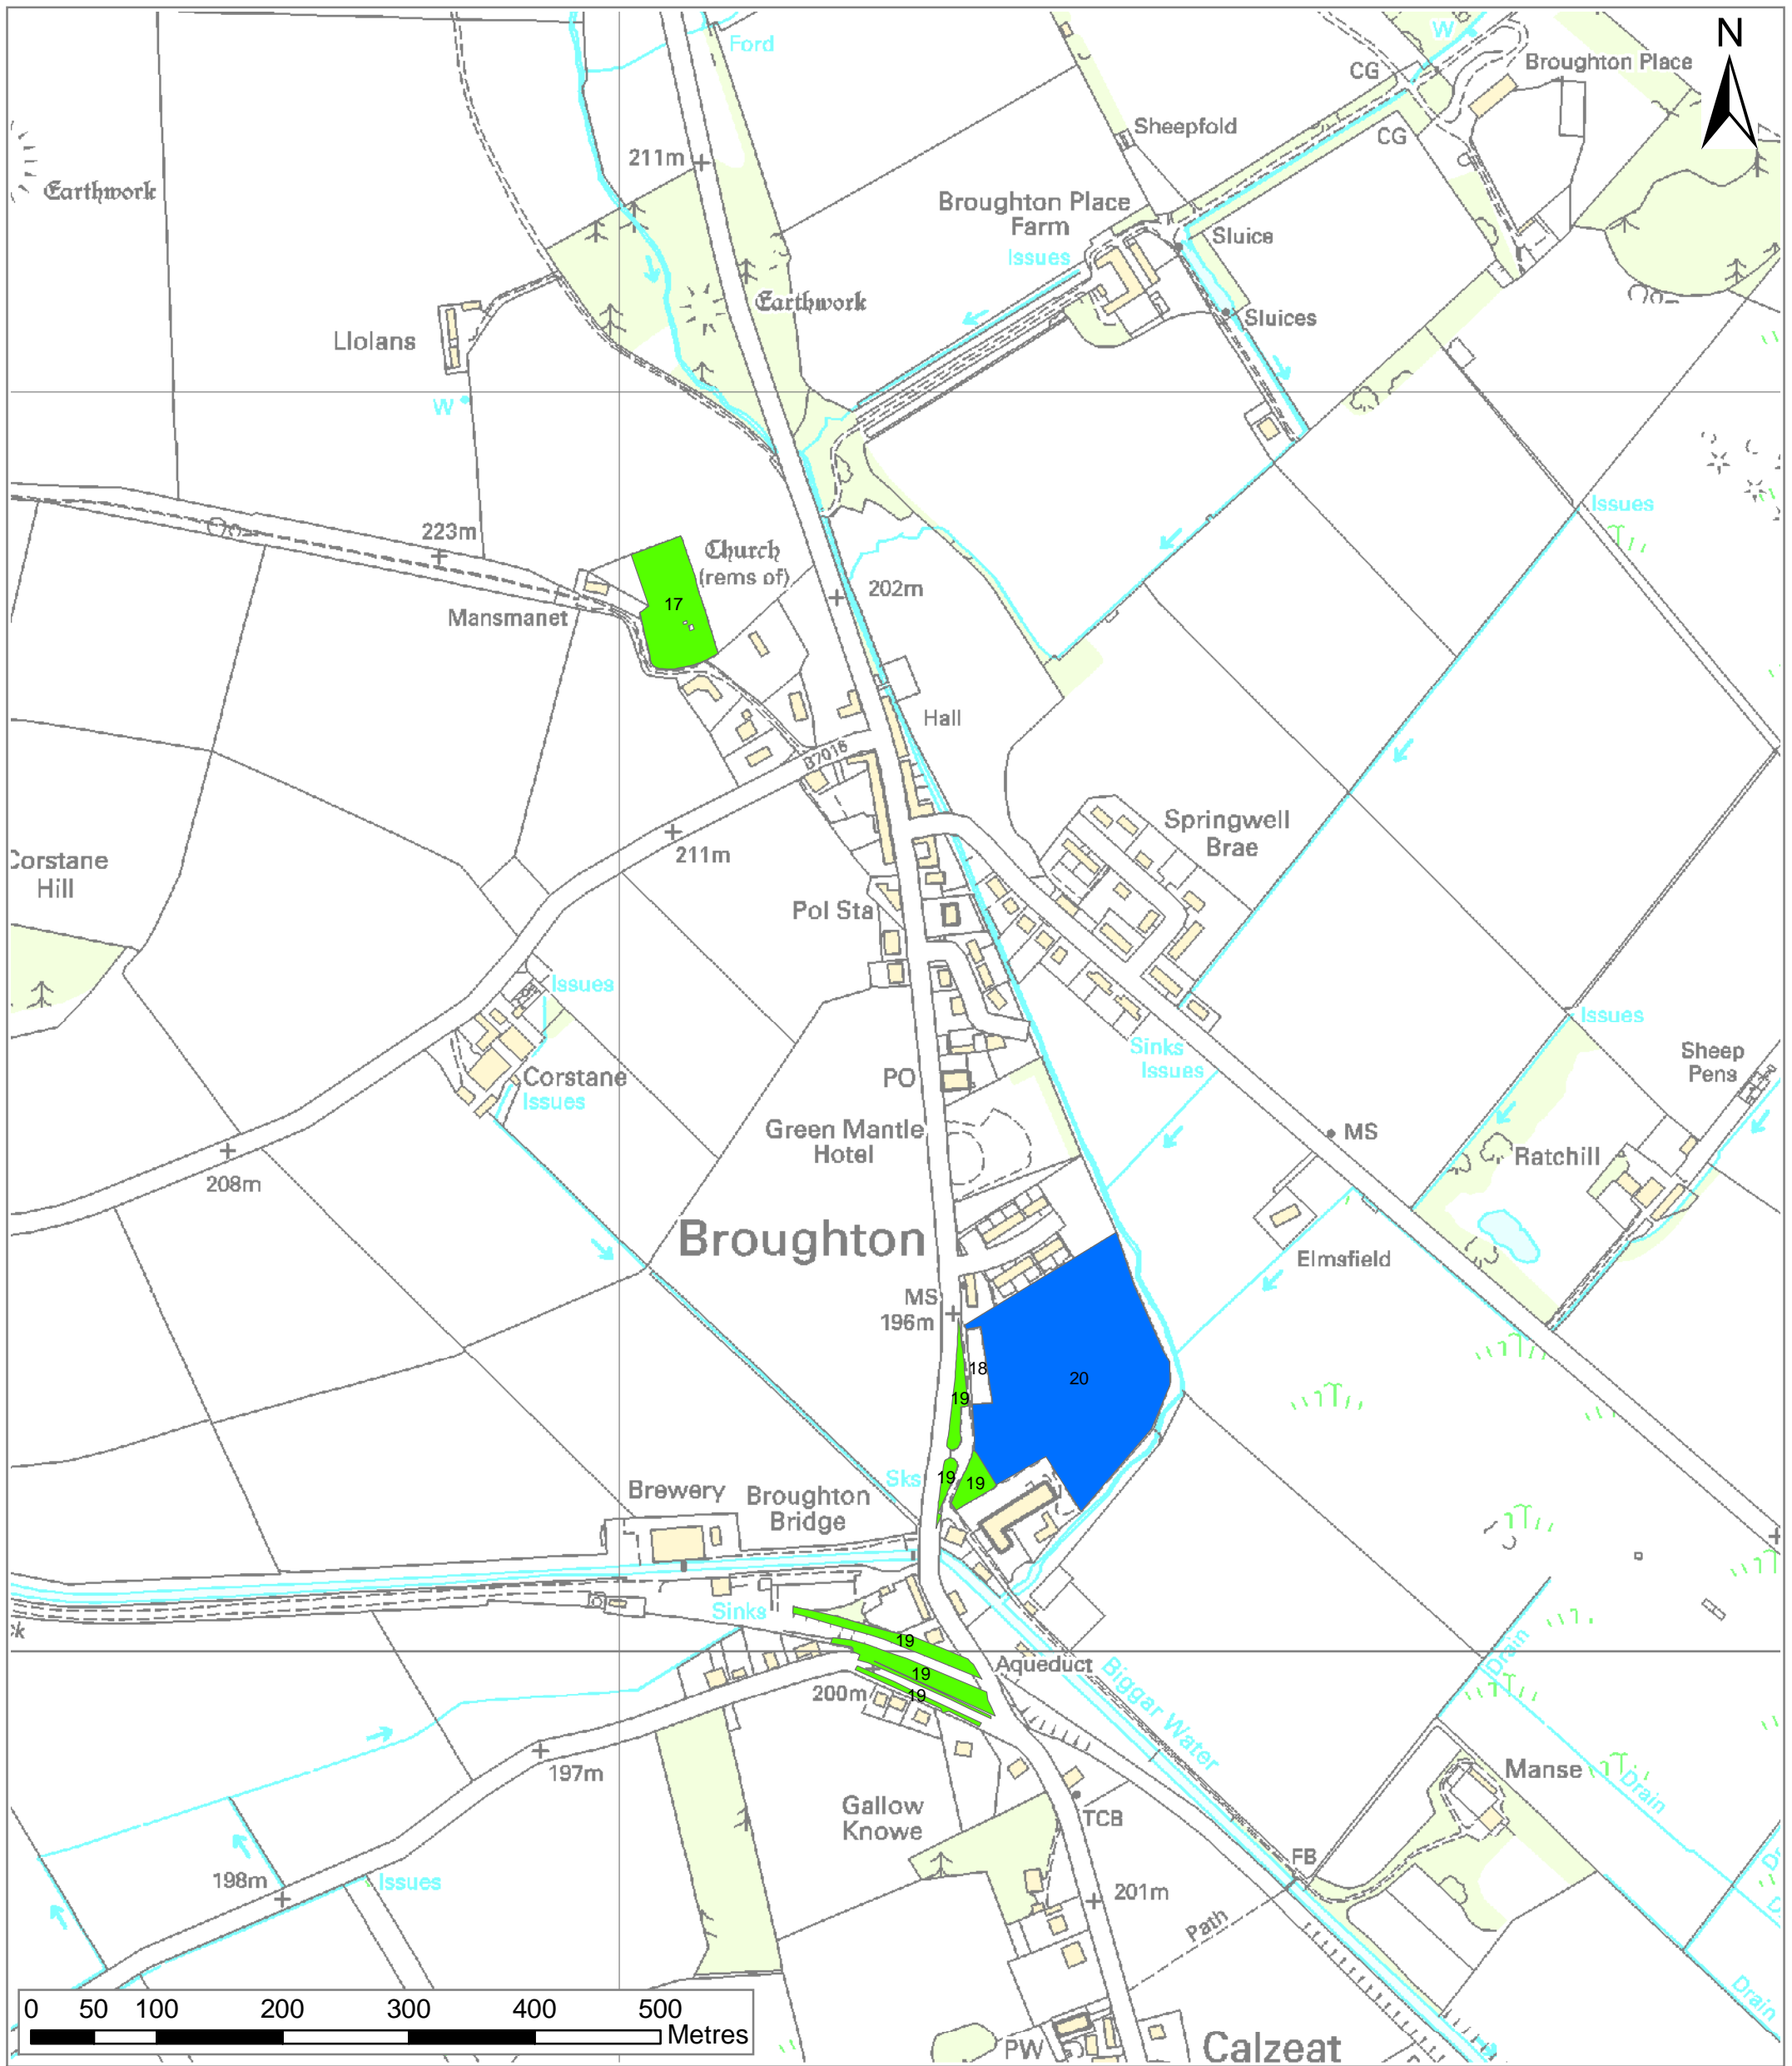 N
Ford
W
CG
Broughton Place
CG
211m
Sheepfold
Earthwork
Broughton Place
Farm
Issues
Sluice
Earthwork
Sluices
Llolans
W
Issues
223m
Church
(rems of)
17
202m
Mansmanet
Hall
B7016
Springwell
Brae
Corstane
Hill
211m
Pol Sta
Issues
Issues
Sinks
Issues
Sheep
Pens
Corstane
Issues
PO
Green Mantle
Hotel
MS
Ratchill
208m
Broughton
Elmsfield
MS
196m
18
20
19
Sks
19
19
Brewery
Broughton
Bridge
Sinks
19
Aqueduct
19
19
200m
Biggar Water
Drain
197m
Manse
Drain
Gallow
Knowe
TCB
FB
198m
Issues
201m
Path
Drain
0
50
100
200
300
400
500
Metres
PW
Calzeat